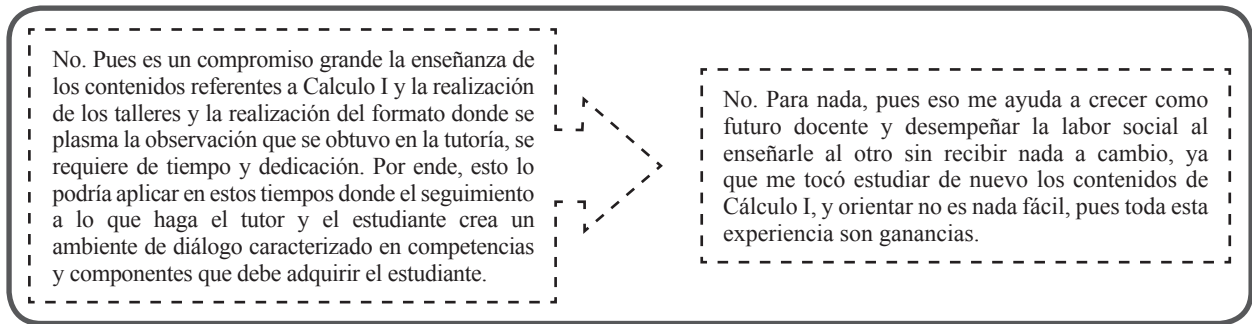 No. Pues es un compromiso grande la enseñanza de
los contenidos referentes a Calculo I y la realización
de los talleres y la realización del formato donde se
plasma la observación que se obtuvo en la tutoría, se
requiere de tiempo y dedicación. Por ende, esto lo
podría aplicar en estos tiempos donde el seguimiento
a lo que haga el tutor y el estudiante crea un
ambiente de diálogo caracterizado en competencias
y componentes que debe adquirir el estudiante.
No. Para nada, pues eso me ayuda a crecer como
futuro docente y desempeñar la labor social al
enseñarle al otro sin recibir nada a cambio, ya
que me tocó estudiar de nuevo los contenidos de
Cálculo I, y orientar no es nada fácil, pues toda esta
experiencia son ganancias.